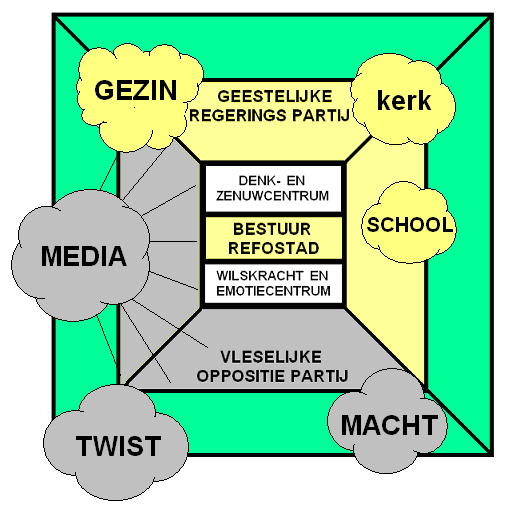 GEZIN
GEESTELIJKE
REGERINGS PARTIJ
kerk
DENK- EN
ZENUWCENTRUM
BESTUUR
REFOSTAD
SCHOOL
MEDIA
WILSKRACHT EN
EMOTIECENTRUM
VLESELIJKE
OPPOSITIE PARTIJ
TWIST
MACHT